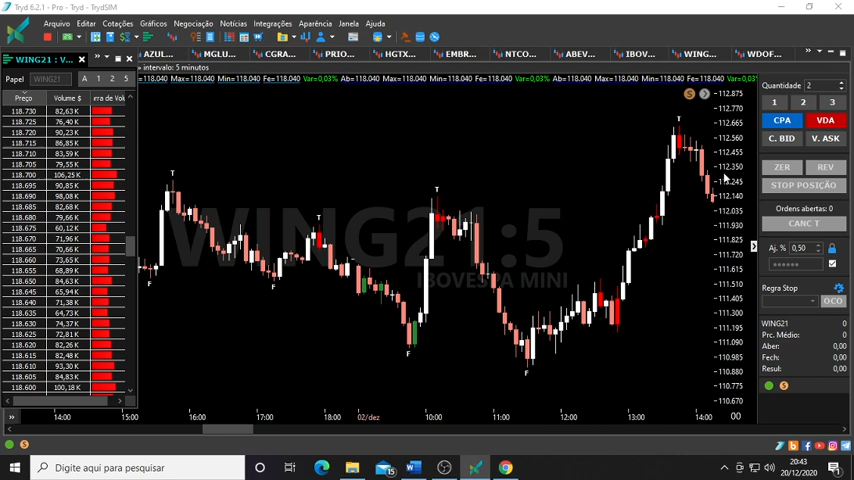 Tryd 6.2.1 - Pro - Tryd - TrydSIM
Arquivo Editar Cotações Gráficos Negociação Notícias Integrações Aparência Janela Ajuda
WING21 : V... AZUL... MGLU... CGRA... PRIO... HGTX... EMBR... NTCO... ABEV... IBOV... WING... WDOF...
Papel WING21 A 1 2 5
intervalo: 5 minutos
=118.040 Max=118.040 Min=118.040 Fe=118.040 Var=0,03% Ab=118.040 Max=118.040 Min=118.040 Fe=118.040 Var=0,03% Ab=118.040 Max=118.040 Min=118.040 Fe=118.040 Var=0,03%
Preço Volume $ rra de Volu
118.730 82,63 K
118.725 76,40 K
118.720 90,23 K
118.715 86,85 K
118.710 83,59 K
118.705 79,55 K
118.700 106,25 K
118.695 90,85 K
118.690 98,08 K
118.685 82,68 K
118.680 79,66 K
118.675 60,12 K
118.670 71,96 K
118.665 70,66 K
118.660 73,65 K
118.655 68,89 K
118.650 84,63 K
118.645 65,94 K
118.640 71,38 K
118.635 64,73 K
118.630 74,37 K
118.625 72,81 K
118.620 82,26 K
118.615 82,48 K
118.610 93,30 K
118.605 84,83 K
118.600 100,18 K
WING21:5
IBOVESPA MINI
T
T
T
T
F
F
F
F
112.875
112.770
112.665
112.560
112.455
112.350
112.245
112.140
112.035
111.930
111.825
111.720
111.615
111.510
111.405
111.300
111.195
111.090
110.985
110.880
110.775
110.670
14:00 15:00 16:00 17:00 18:00 02/dez 10:00 11:00 12:00 13:00 14:00 00
Quantidade 2
1 2 3
CPA VDA
C. BID V. ASK
ZER REV
STOP POSIÇÃO
Ordens abertas: 0
CANC T
Aj. % 0,50
Regra Stop
OCO
WING21 0
Prc. Médio: 0
Aber: 0,00
Fech: 0,00
Resul: 0,00
Digite aqui para pesquisar
15
20:43
20/12/2020
1